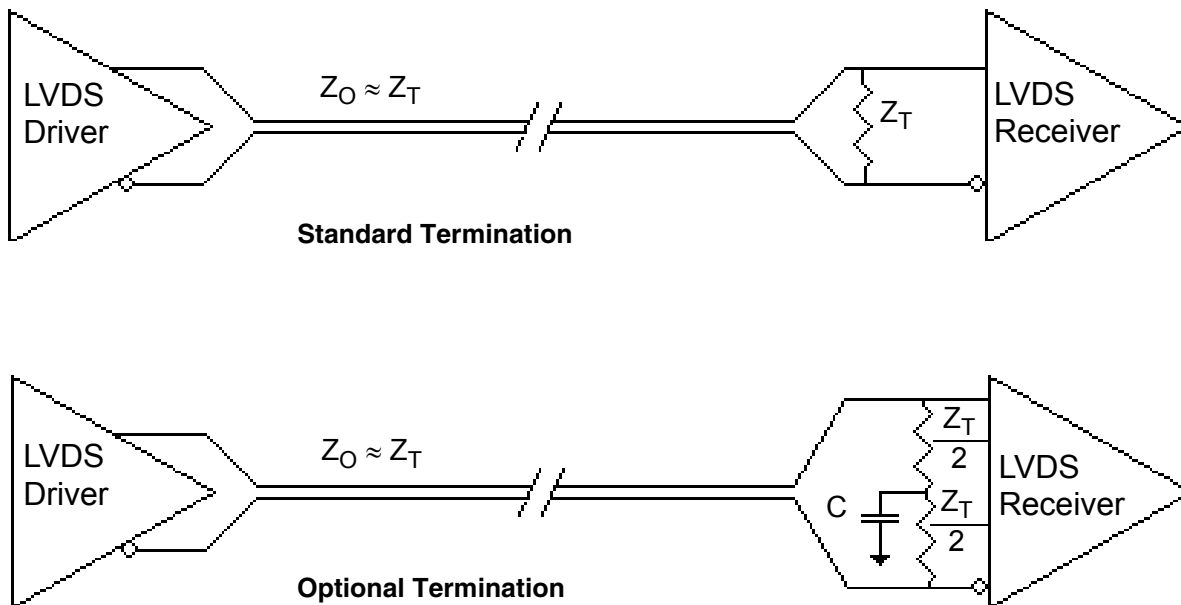 LVDS
Driver
Z_O ≈ Z_T
Z_T
LVDS
Receiver
Standard Termination
LVDS
Driver
Z_O ≈ Z_T
C
Z_T
2
Z_T
2
LVDS
Receiver
Optional Termination